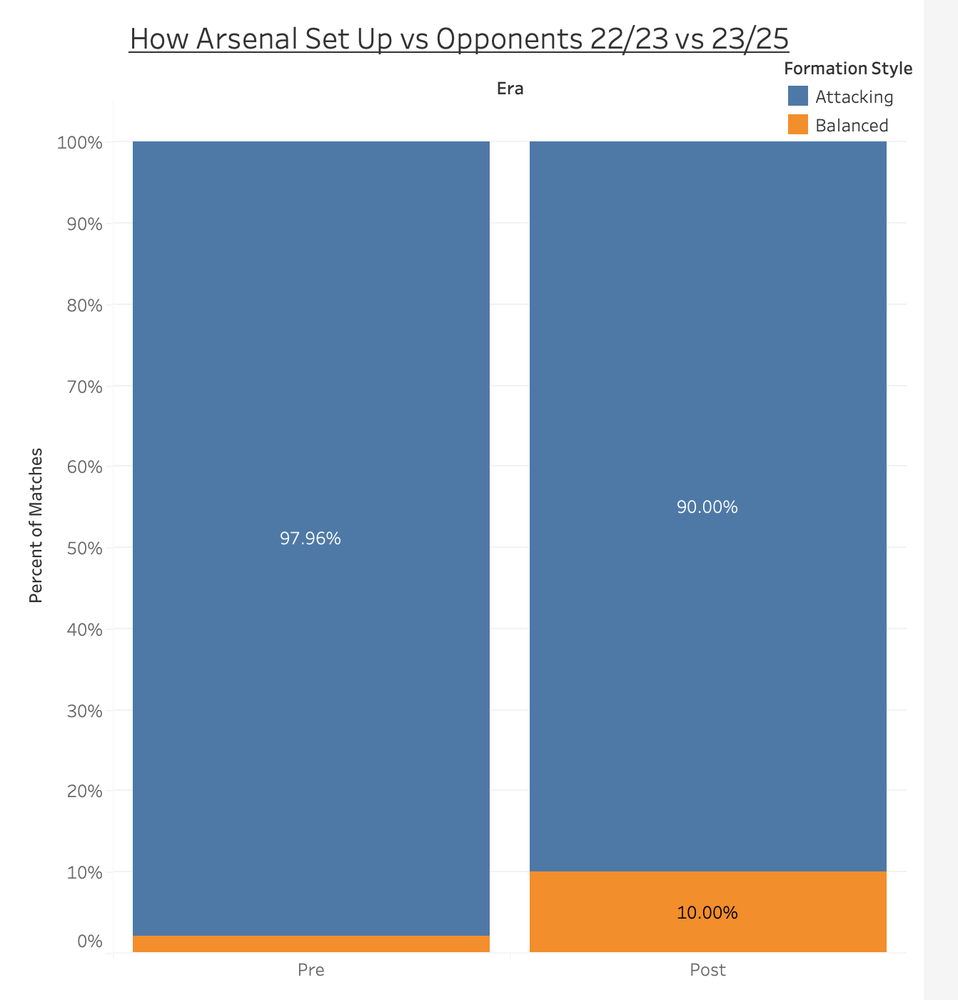 How Arsenal Set Up vs Opponents 22/23 vs 23/25
Formation Style
Attacking
Balanced
Era
100%
90%
80%
70%
60%
50%
40%
30%
20%
10%
0%
Percent of Matches
97.96%
90.00%
10.00%
Pre
Post